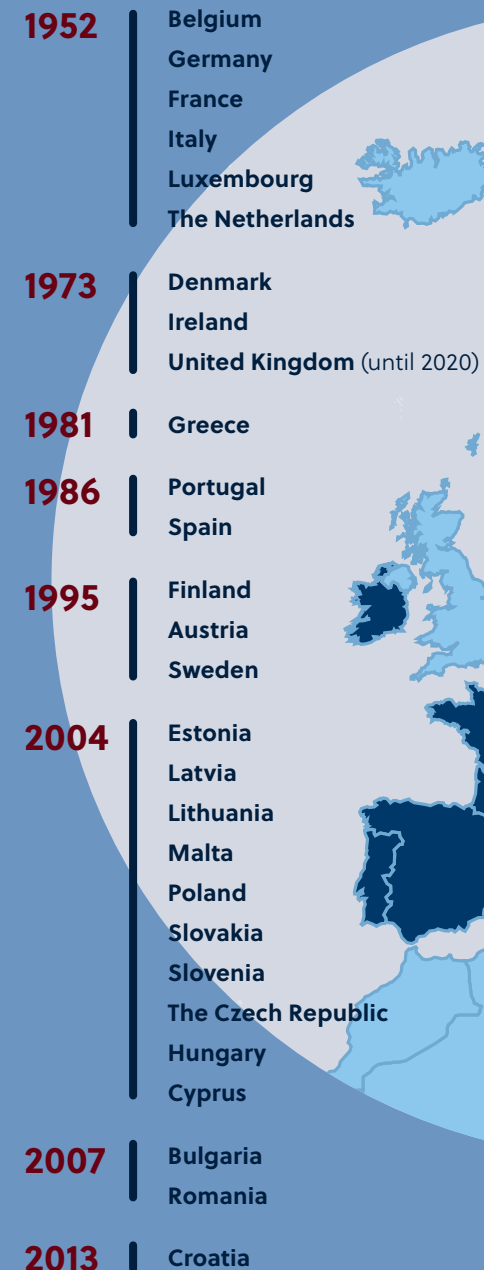 1952
Belgium
Germany
France
Italy
Luxembourg
The Netherlands
1973
Denmark
Ireland
United Kingdom (until 2020)
1981
Greece
1986
Portugal
Spain
1995
Finland
Austria
Sweden
2004
Estonia
Latvia
Lithuania
Malta
Poland
Slovakia
Slovenia
The Czech Republic
Hungary
Cyprus
2007
Bulgaria
Romania
2013
Croatia